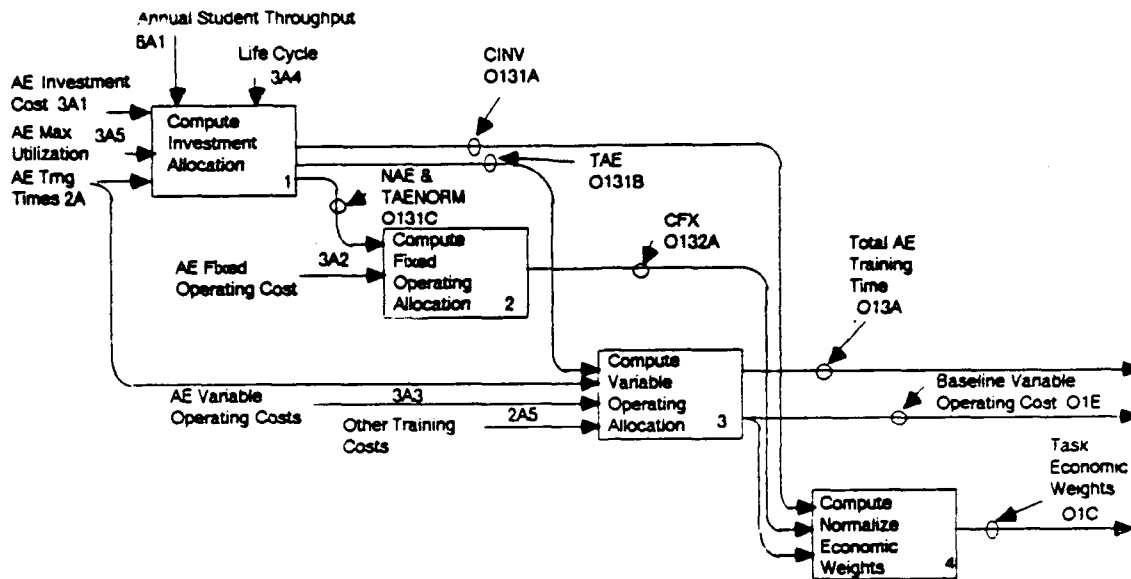 Annual Student Throughput
6A1
Life Cycle
3A4
CINV
O131A
AE Investment
Cost 3A1
AE Max 3A5
Utilization
AE Trng
Times 2A
Compute
Investment
Allocation
1
TAE
O131B
NAE &
TAENORM
O131C
CFX
O132A
Total AE
Training
Time
O13A
AE Fixed 3A2
Operating Cost
Compute
Fixed
Operating
Allocation 2
AE Variable 3A3
Operating Costs
Other Training 2A5
Costs
Compute
Variable
Operating
Allocation 3
Baseline Variable
Operating Cost O1E
Task
Economic
Weights
O1C
Compute
Normalize
Economic
Weights 4